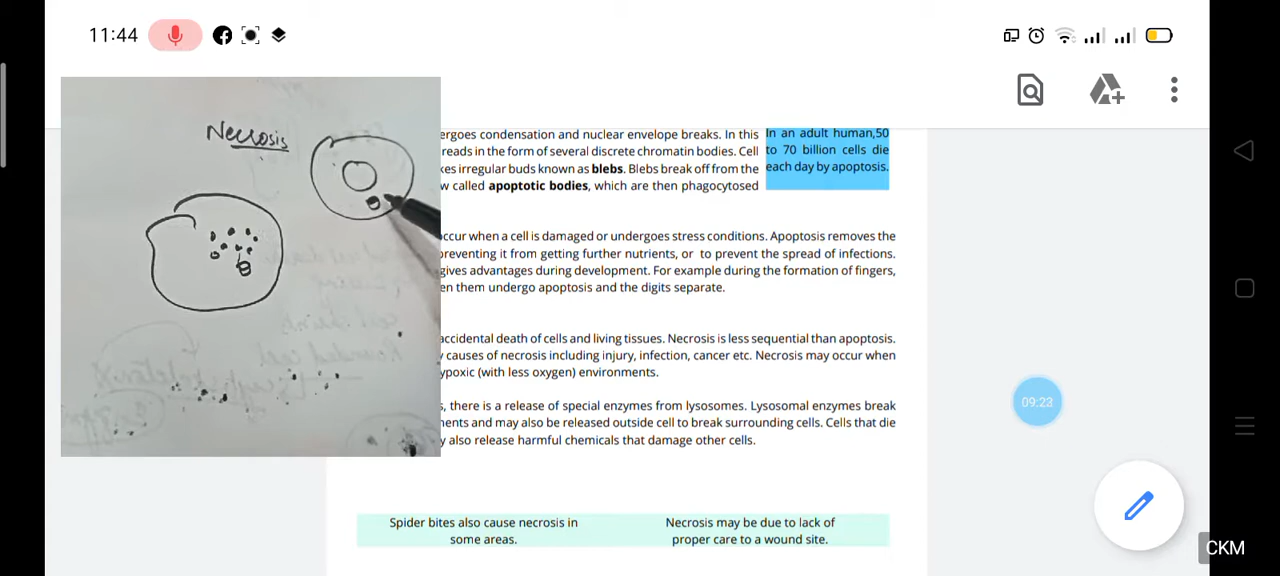 11:44
Necrosis
ergoes condensation and nuclear envelope breaks. In this
reads in the form of several discrete chromatin bodies. Cell
kes irregular buds known as blebs. Blebs break off from the
w called apoptotic bodies, which are then phagocytosed
In an adult human,50
to 70 billion cells die
each day by apoptosis.
occur when a cell is damaged or undergoes stress conditions. Apoptosis removes the
preventing it from getting further nutrients, or to prevent the spread of infections.
gives advantages during development. For example during the formation of fingers,
en them undergo apoptosis and the digits separate.
accidental death of cells and living tissues. Necrosis is less sequential than apoptosis.
y causes of necrosis including injury, infection, cancer etc. Necrosis may occur when
ypoxic (with less oxygen) environments.
s, there is a release of special enzymes from lysosomes. Lysosomal enzymes break
nents and may also be released outside cell to break surrounding cells. Cells that die
y also release harmful chemicals that damage other cells.
09:23
Spider bites also cause necrosis in
some areas.
Necrosis may be due to lack of
proper care to a wound site.
CKM